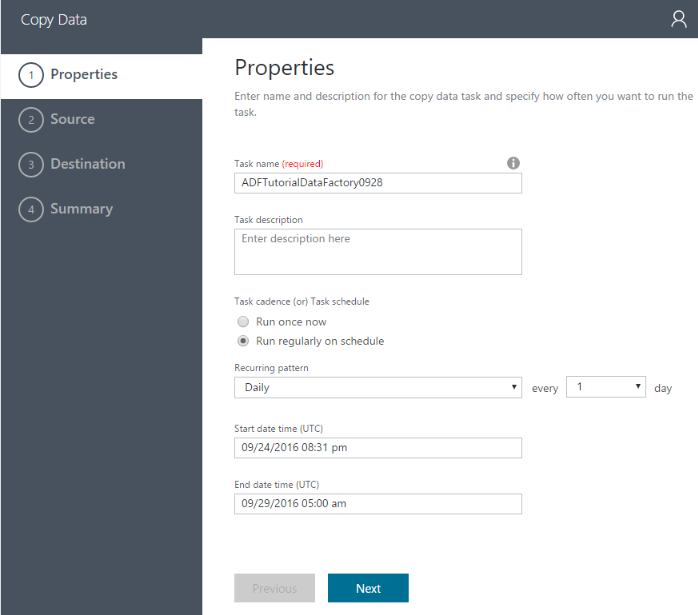 Copy Data
1 Properties
2 Source
3 Destination
4 Summary
Properties
Enter name and description for the copy data task and specify how often you want to run the
task.
Task name (required)
ADFTutorialDataFactory0928
Task description
Enter description here
Task cadence (or) Task schedule
Run once now
Run regularly on schedule
Recurring pattern
Daily every 1 day
Start date time (UTC)
09/24/2016 08:31 pm
End date time (UTC)
09/29/2016 05:00 am
Previous Next